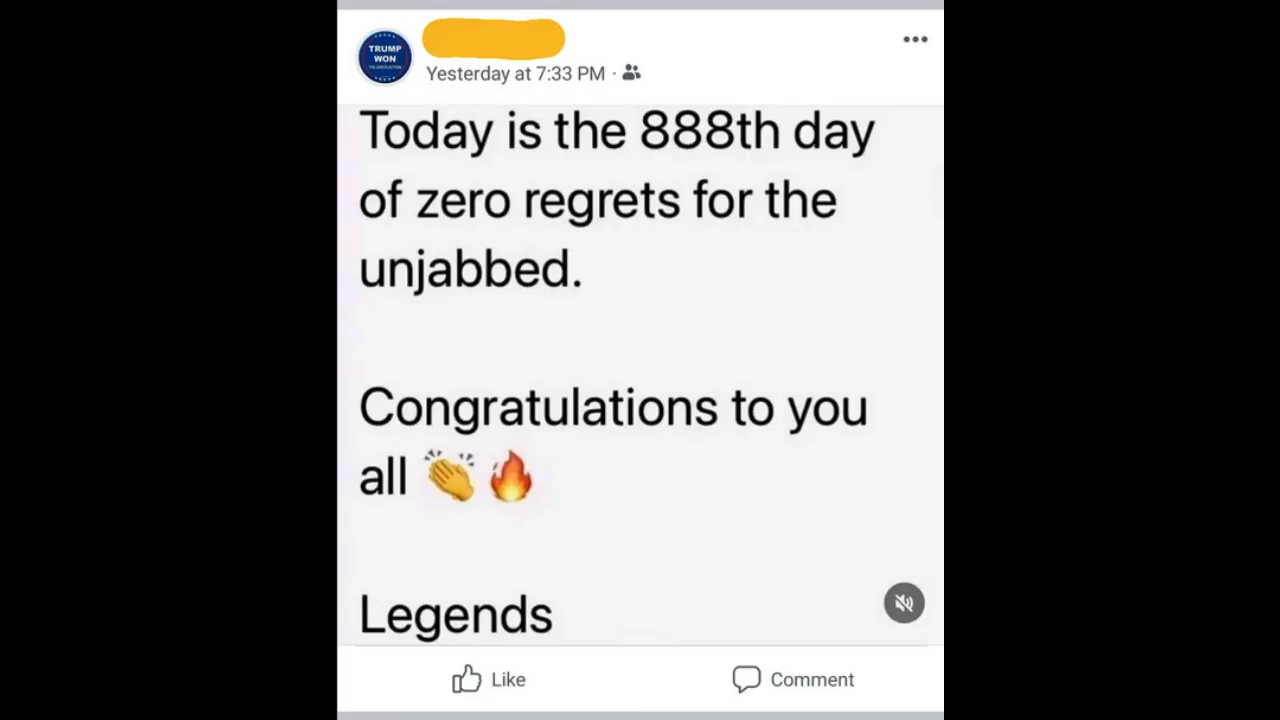 TRUMP
WON
Yesterday at 7:33 PM ·
Today is the 888th day
of zero regrets for the
unjabbed.
Congratulations to you
all 👏🔥
Legends
Like
Comment